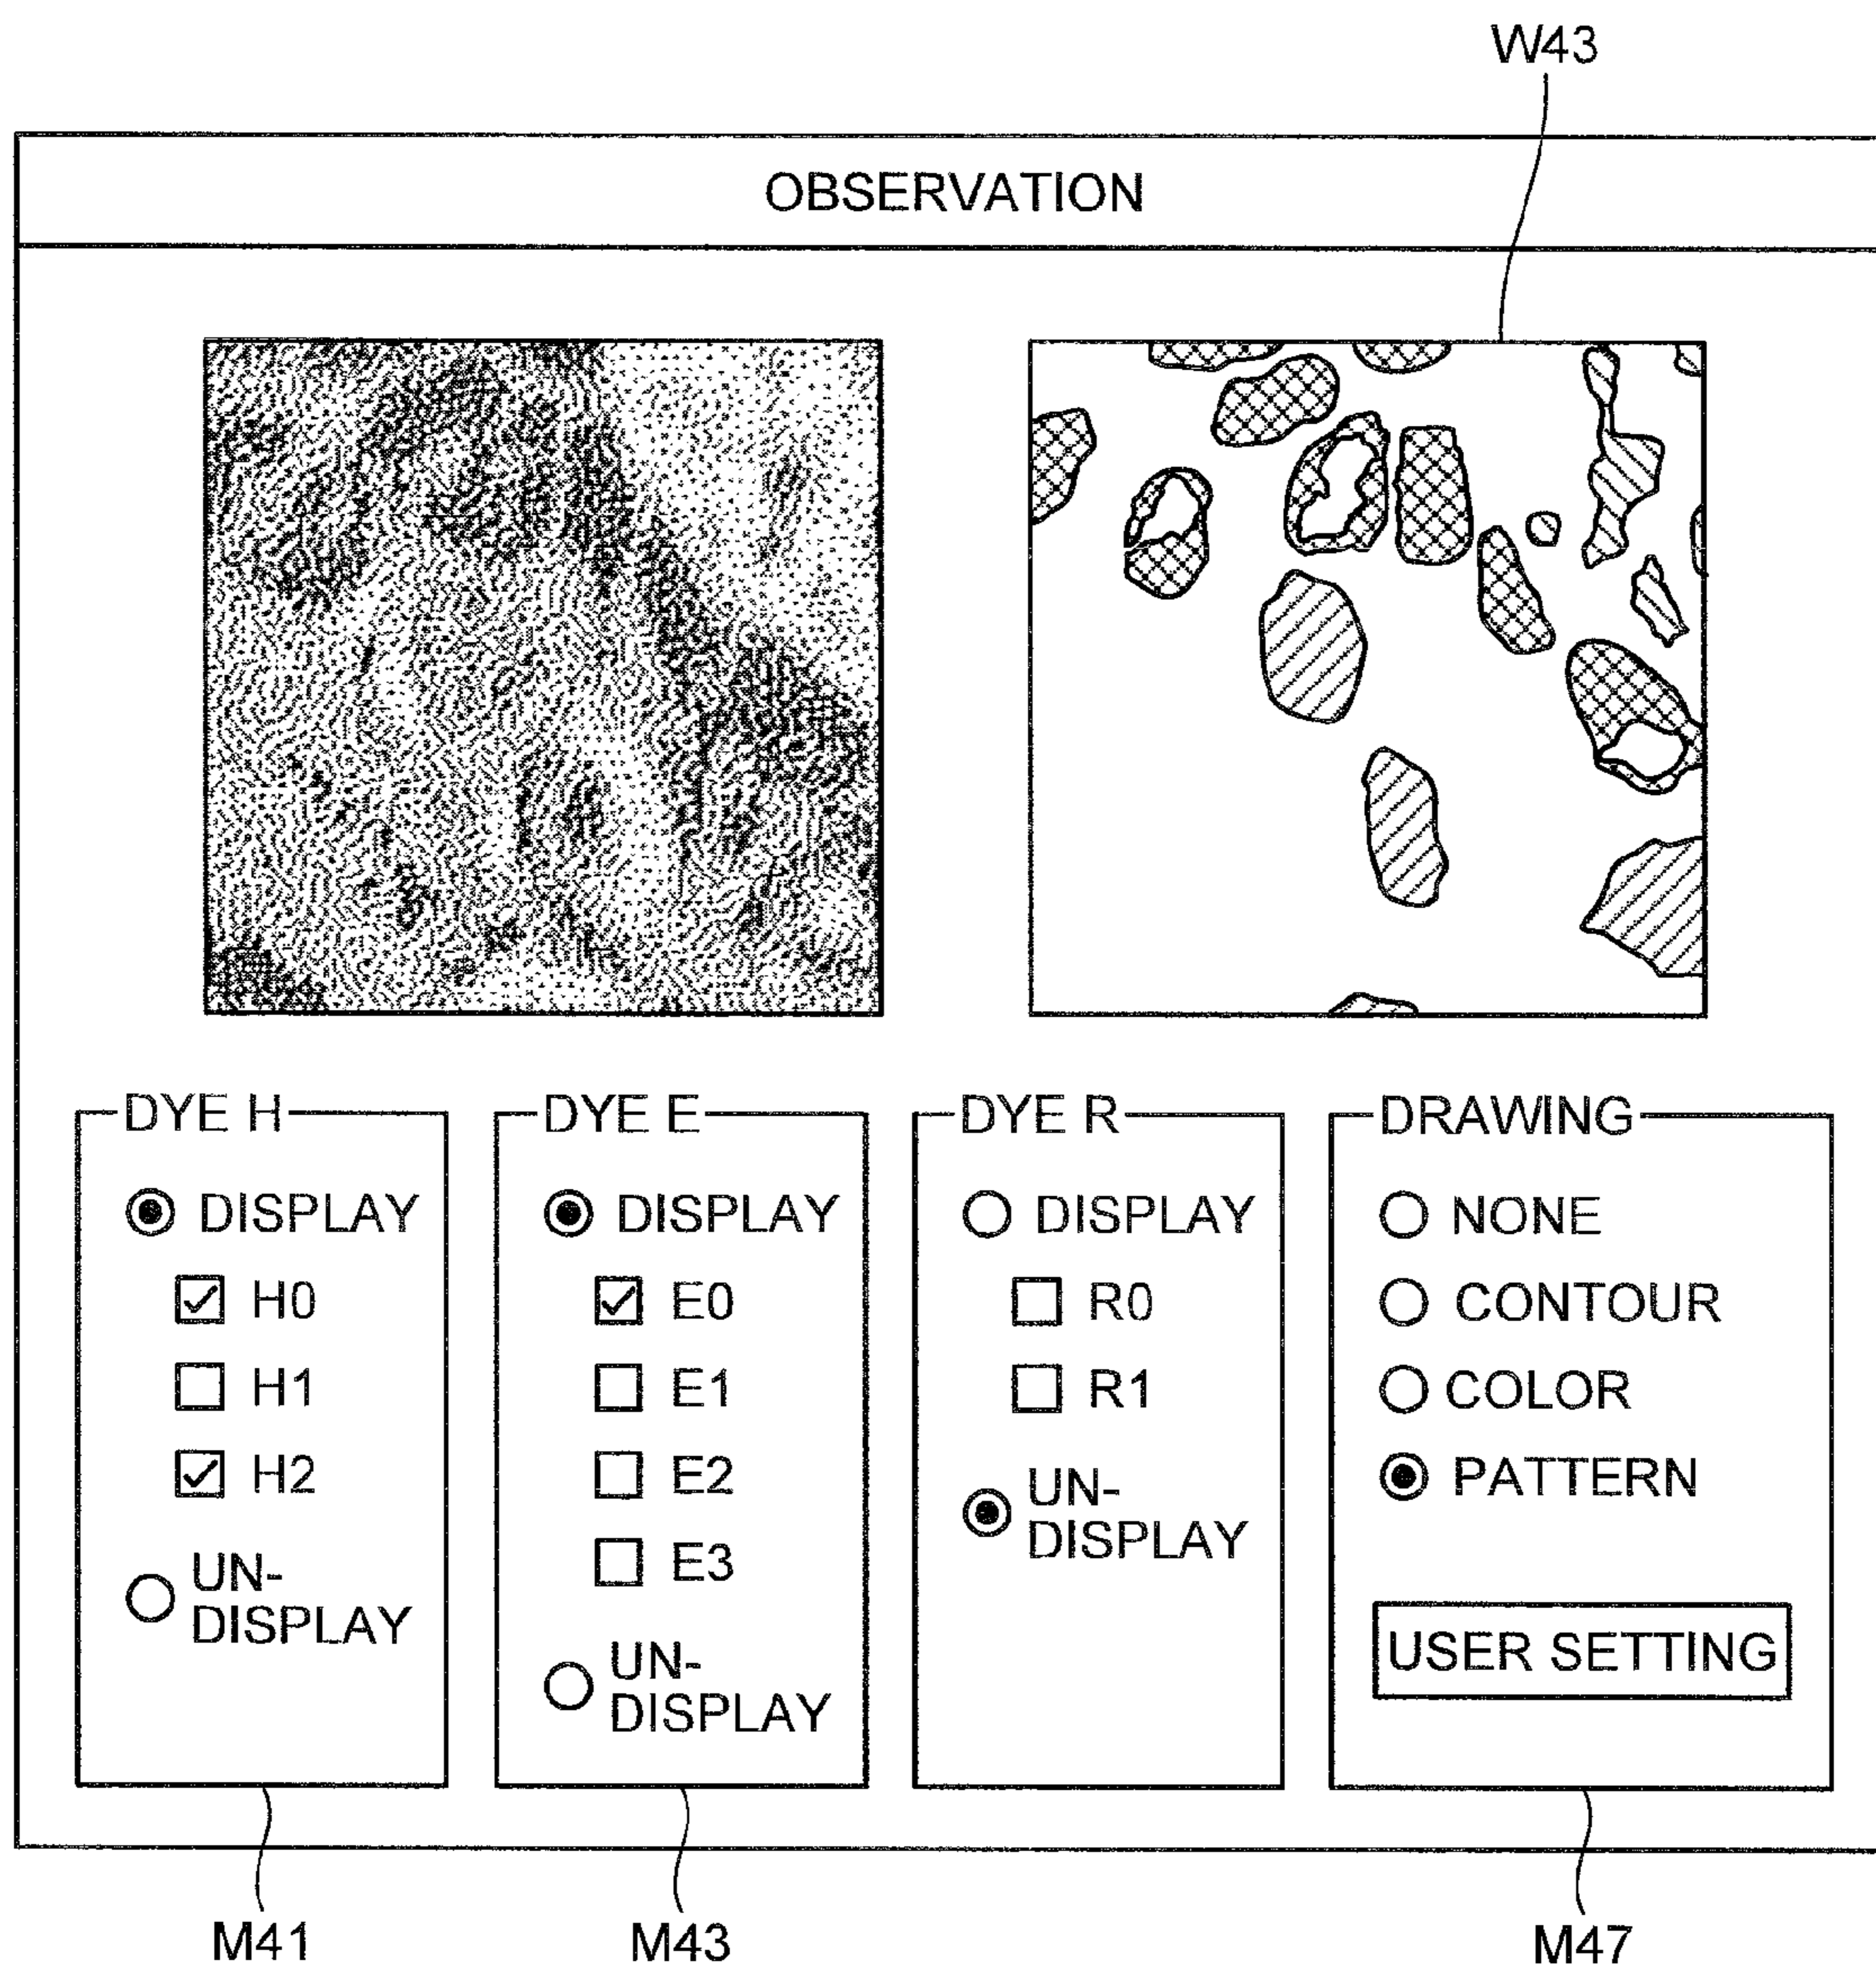 W43
OBSERVATION
DYE H
DISPLAY
H0
H1
H2
UN-
DISPLAY
DYE E
DISPLAY
E0
E1
E2
E3
UN-
DISPLAY
DYE R
DISPLAY
R0
R1
UN-
DISPLAY
DRAWING
NONE
CONTOUR
COLOR
PATTERN
USER SETTING
M41
M43
M47